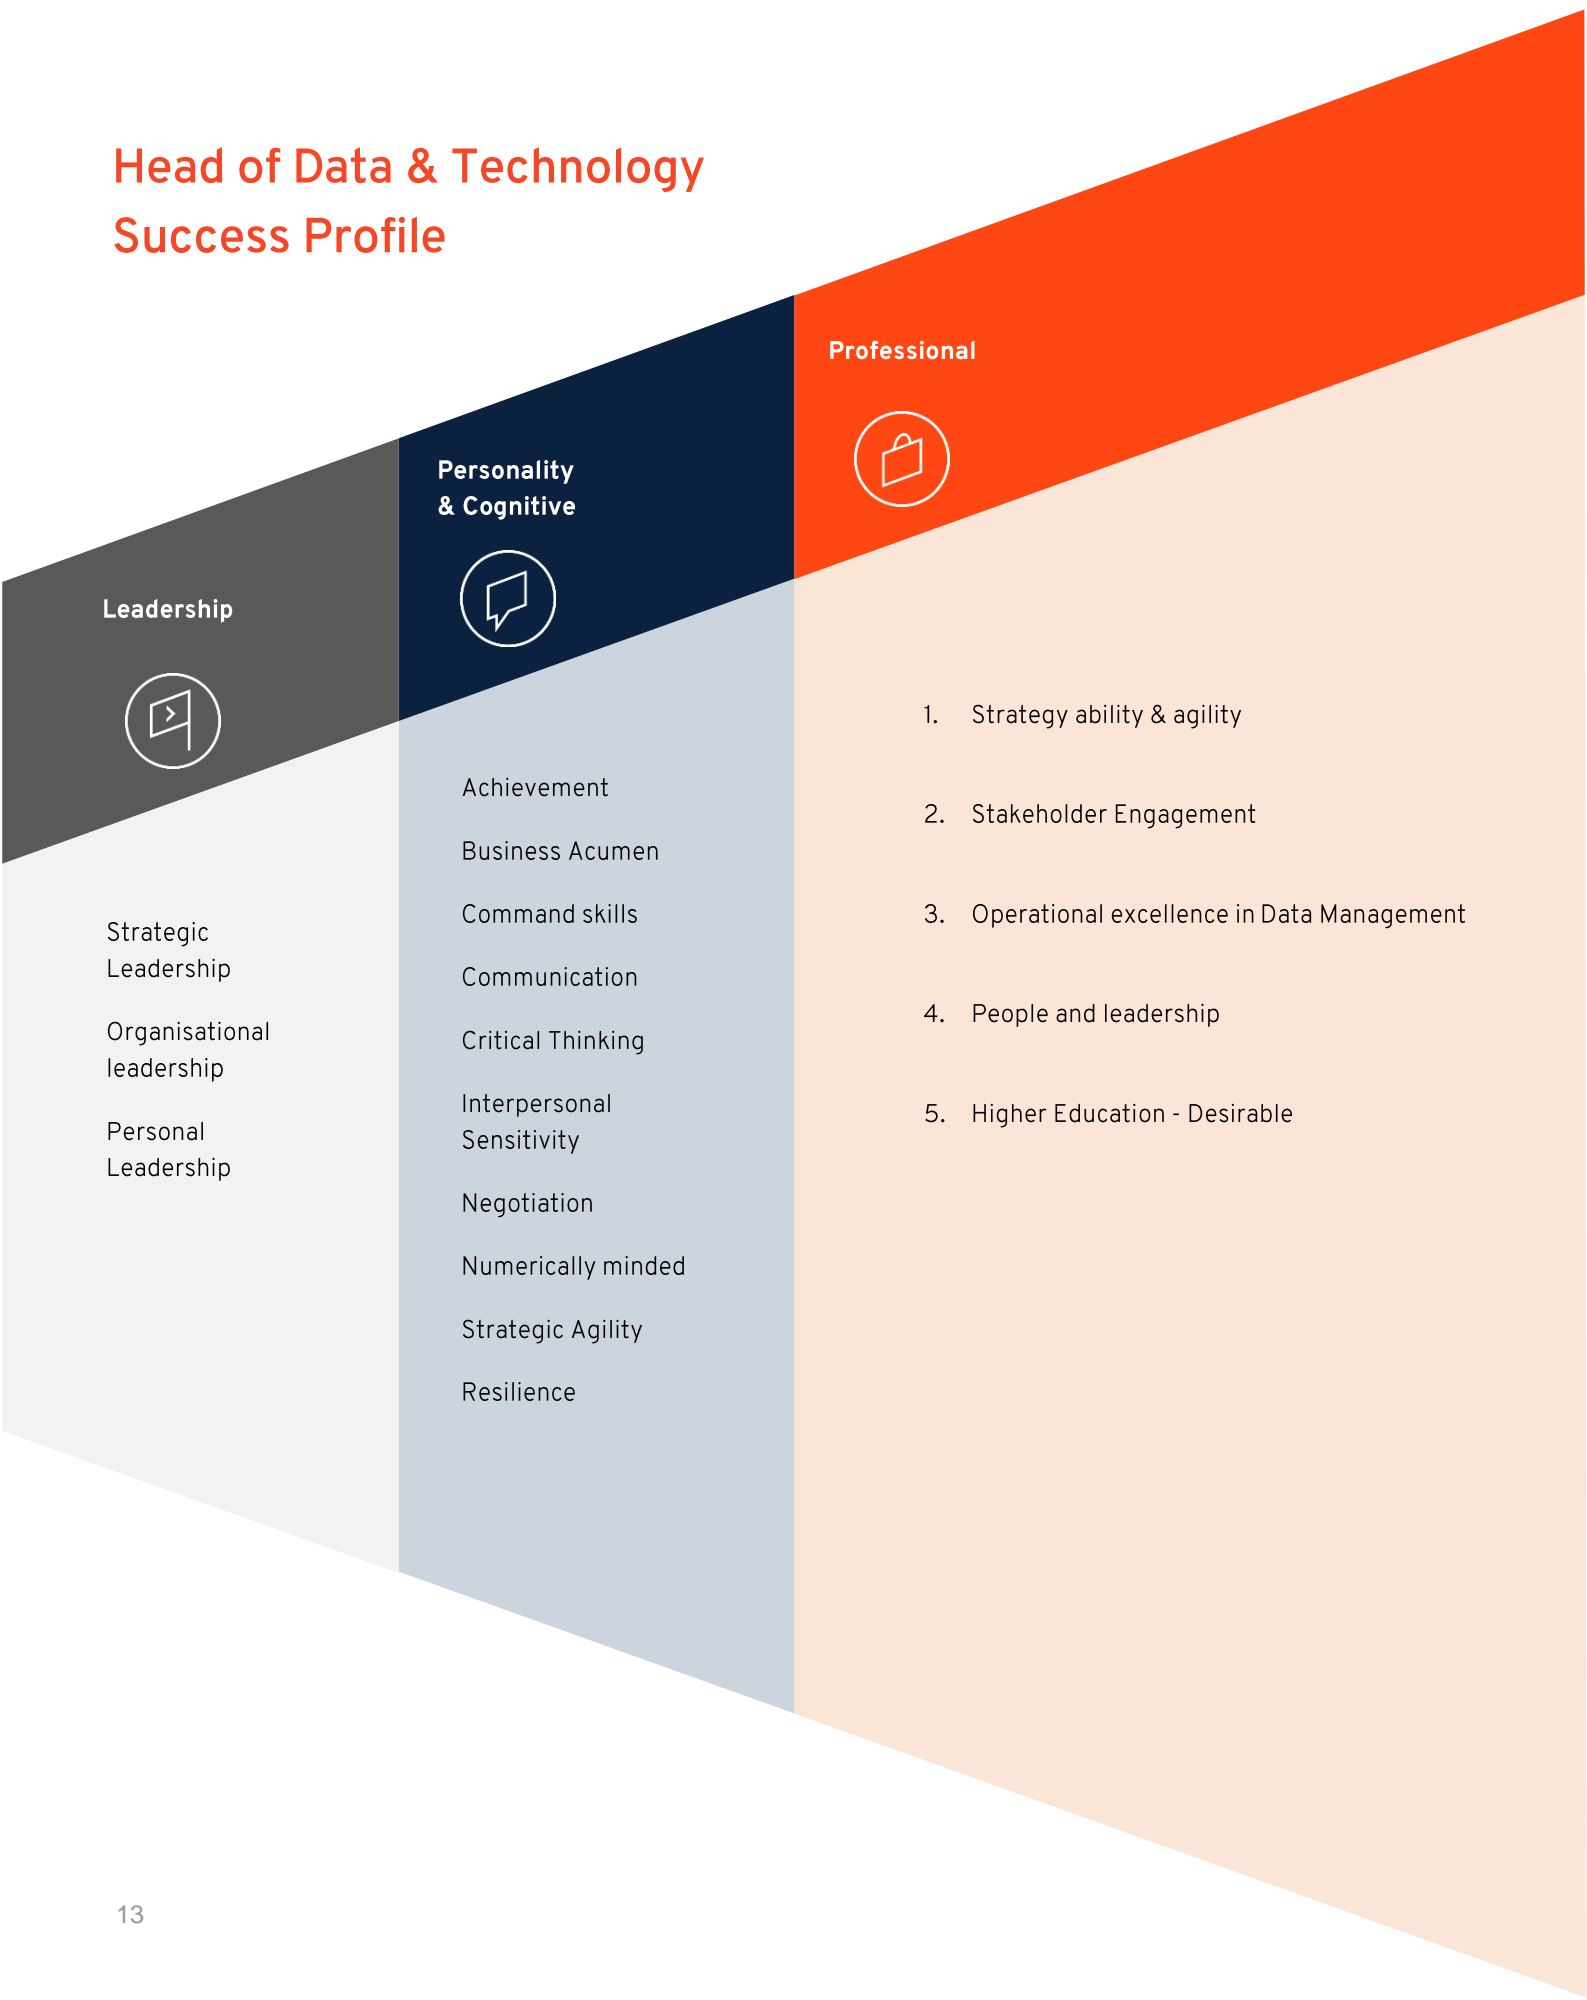 Head of Data & Technology
Success Profile
Leadership
Strategic
Leadership
Organisational
leadership
Personal
Leadership
Personality
& Cognitive
Achievement
Business Acumen
Command skills
Communication
Critical Thinking
Interpersonal
Sensitivity
Negotiation
Numerically minded
Strategic Agility
Resilience
Professional
1. Strategy ability & agility
2. Stakeholder Engagement
3. Operational excellence in Data Management
4. People and leadership
5. Higher Education - Desirable
13